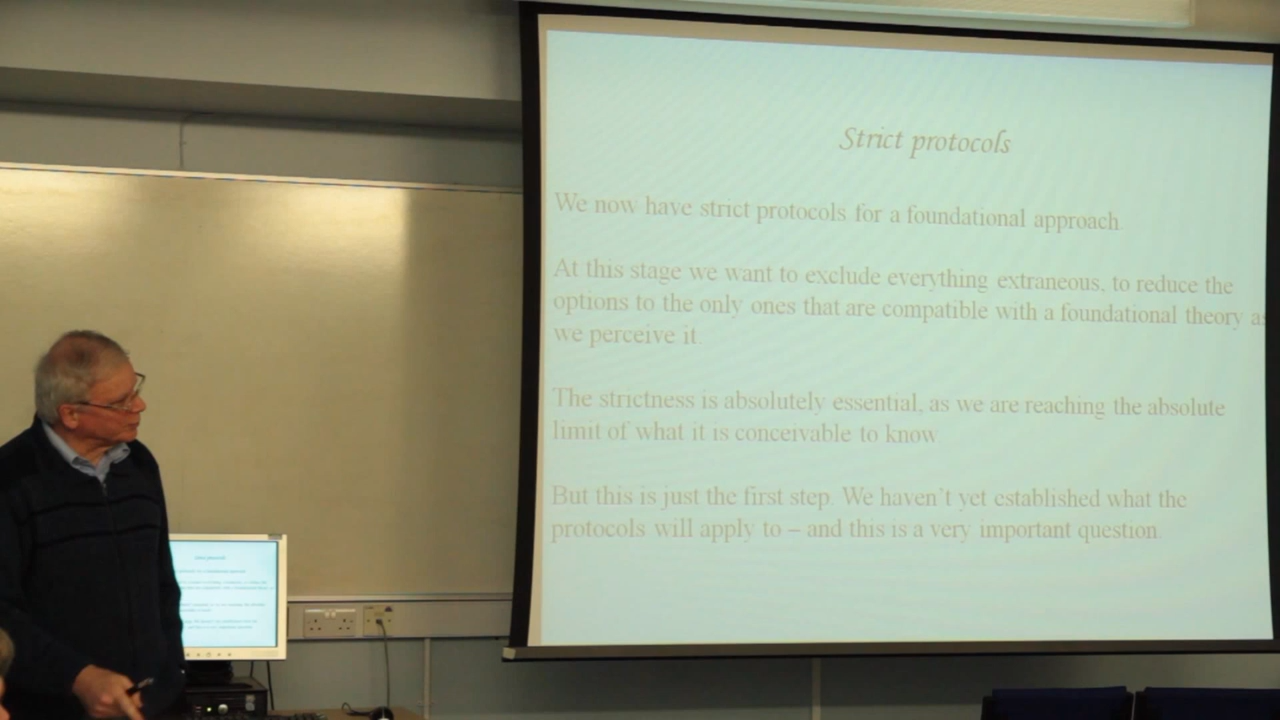 Strict protocols
We now have strict protocols for a foundational approach.
At this stage we want to exclude everything extraneous, to reduce the
options to the only ones that are compatible with a foundational theory as
we perceive it.
The strictness is absolutely essential, as we are reaching the absolute
limit of what it is conceivable to know
But this is just the first step. We haven't yet established what the
protocols will apply to – and this is a very important question.